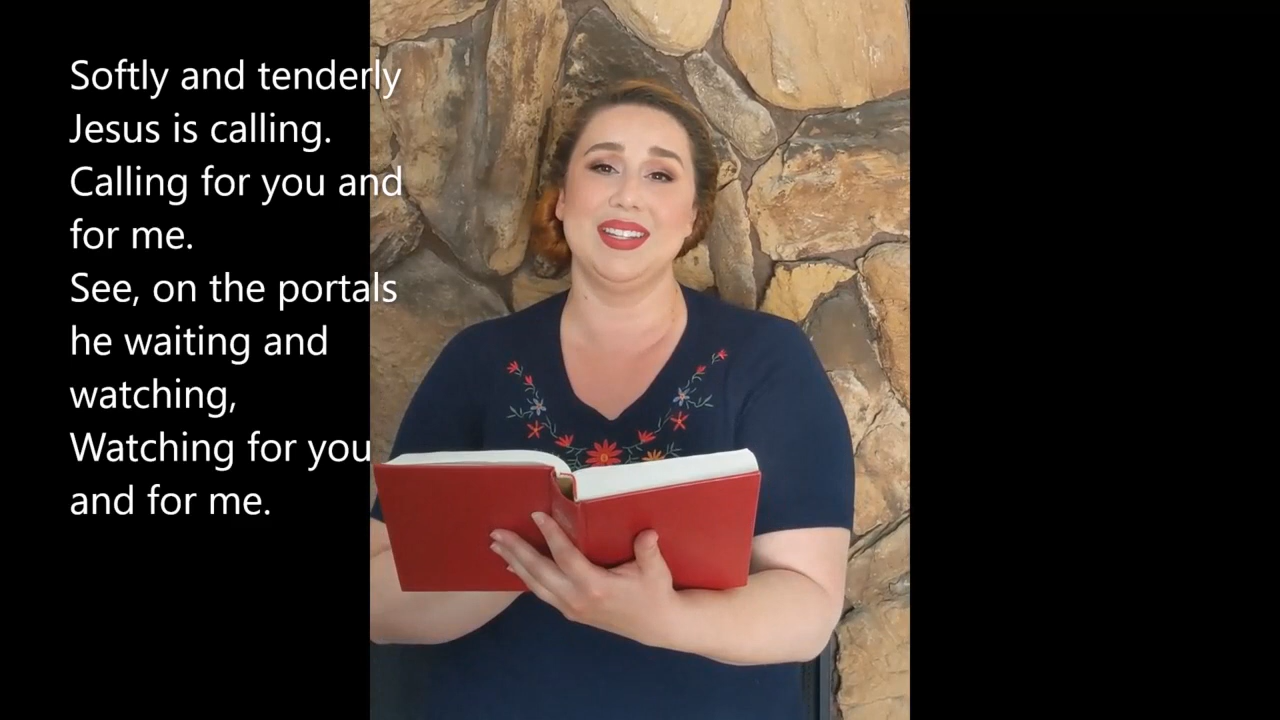 Softly and tenderly
Jesus is calling.
Calling for you and
for me.
See, on the portals
he waiting and
watching,
Watching for you
and for me.